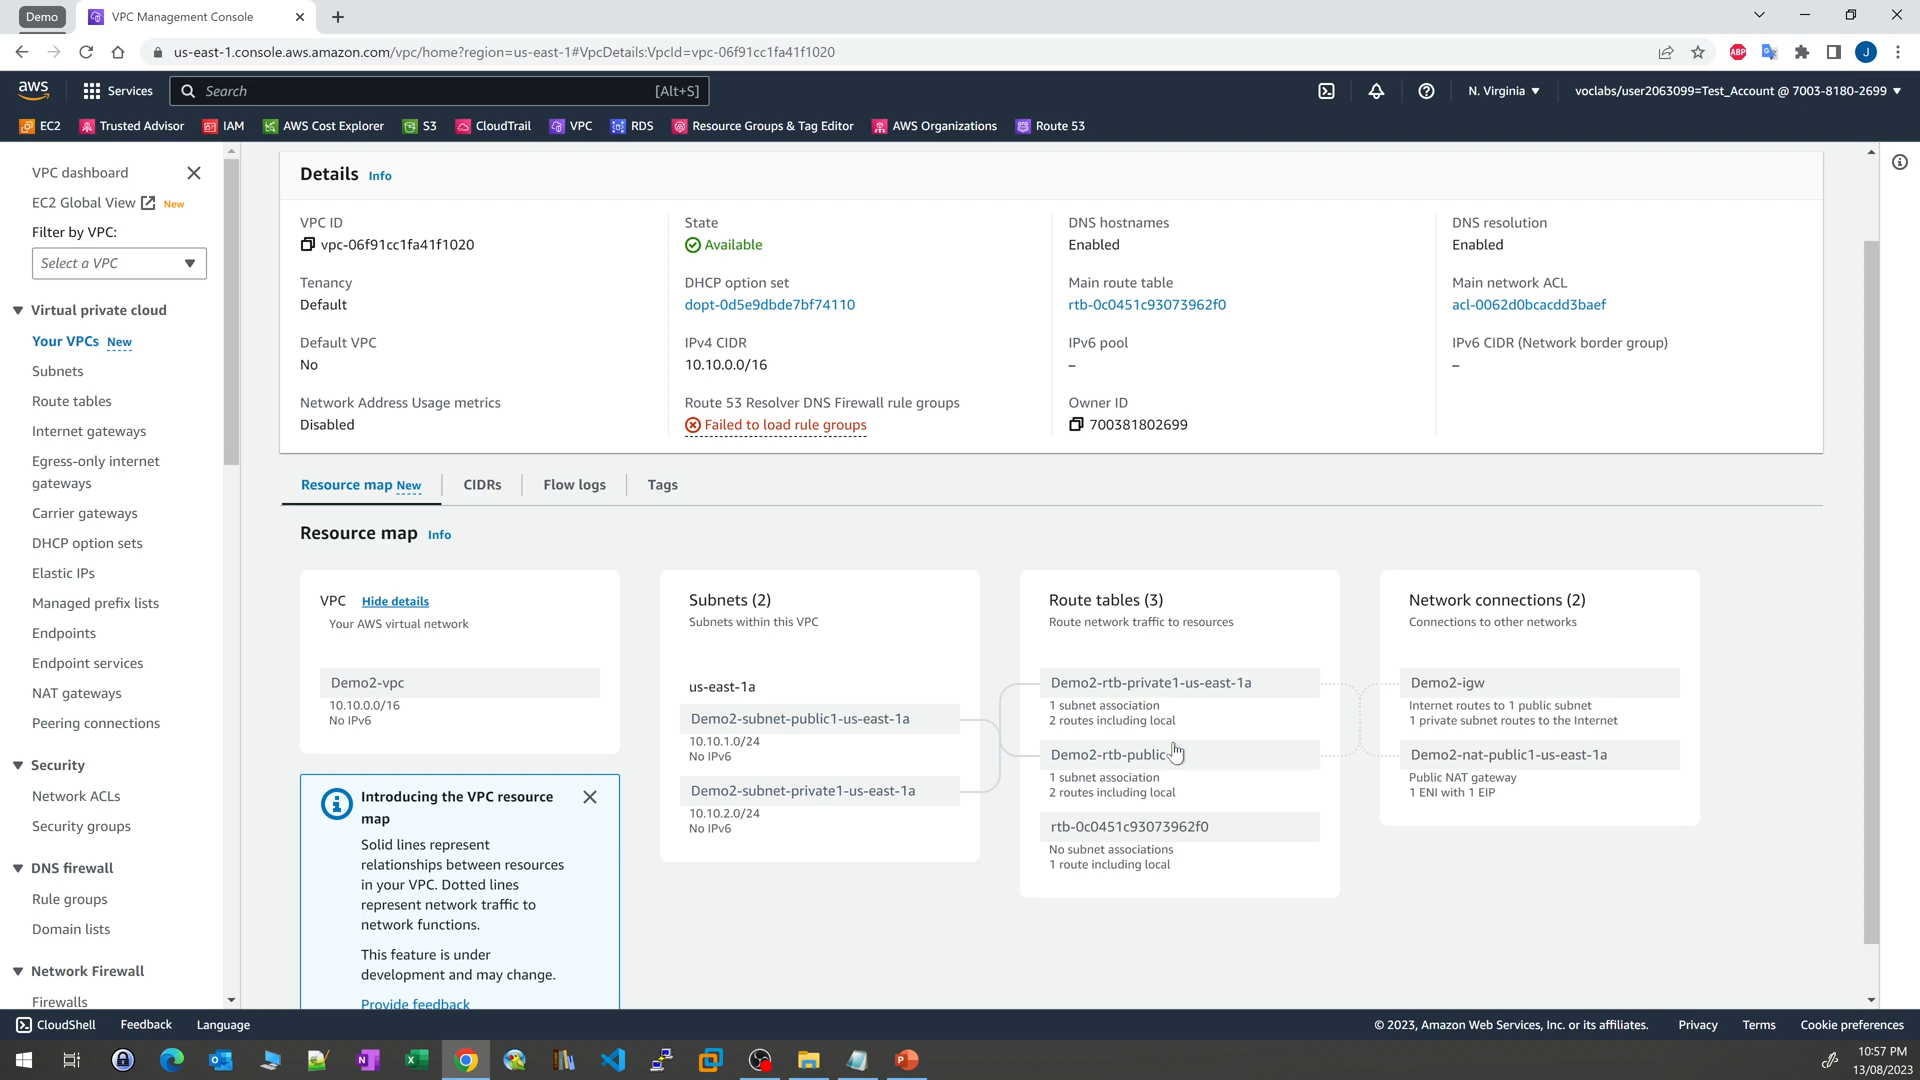 Demo
VPC Management Console
us-east-1.console.aws.amazon.com/vpc/home?region=us-east-1#VpcDetails:VpcId=vpc-06f91cc1fa41f1020
ABP
J
aws
Services
Search
[Alt+S]
N. Virginia
voclabs/user2063099=Test_Account @ 7003-8180-2699
EC2
Trusted Advisor
IAM
AWS Cost Explorer
S3
CloudTrail
VPC
RDS
Resource Groups & Tag Editor
AWS Organizations
Route 53
VPC dashboard
EC2 Global View
New
Filter by VPC:
Select a VPC
Virtual private cloud
Your VPCs New
Subnets
Route tables
Internet gateways
Egress-only internet
gateways
Carrier gateways
DHCP option sets
Elastic IPs
Managed prefix lists
Endpoints
Endpoint services
NAT gateways
Peering connections
Security
Network ACLs
Security groups
DNS firewall
Rule groups
Domain lists
Network Firewall
Firewalls
Details Info
VPC ID
vpc-06f91cc1fa41f1020
State
Available
DNS hostnames
Enabled
DNS resolution
Enabled
Tenancy
Default
DHCP option set
dopt-0d5e9dbde7bf74110
Main route table
rtb-0c0451c93073962f0
Main network ACL
acl-0062d0bcacdd3baef
Default VPC
No
IPv4 CIDR
10.10.0.0/16
IPv6 pool
–
IPv6 CIDR (Network border group)
–
Network Address Usage metrics
Disabled
Route 53 Resolver DNS Firewall rule groups
Failed to load rule groups
Owner ID
700381802699
Resource map New
CIDRs
Flow logs
Tags
Resource map Info
VPC Hide details
Your AWS virtual network
Demo2-vpc
10.10.0.0/16
No IPv6
Introducing the VPC resource
map
Solid lines represent
relationships between resources
in your VPC. Dotted lines
represent network traffic to
network functions.
This feature is under
development and may change.
Provide feedback
Subnets (2)
Subnets within this VPC
us-east-1a
Demo2-subnet-public1-us-east-1a
10.10.1.0/24
No IPv6
Demo2-subnet-private1-us-east-1a
10.10.2.0/24
No IPv6
Route tables (3)
Route network traffic to resources
Demo2-rtb-private1-us-east-1a
1 subnet association
2 routes including local
Demo2-rtb-public
1 subnet association
2 routes including local
rtb-0c0451c93073962f0
No subnet associations
1 route including local
Network connections (2)
Connections to other networks
Demo2-igw
Internet routes to 1 public subnet
1 private subnet routes to the Internet
Demo2-nat-public1-us-east-1a
Public NAT gateway
1 ENI with 1 EIP
CloudShell
Feedback
Language
© 2023, Amazon Web Services, Inc. or its affiliates.
Privacy
Terms
Cookie preferences
10:57 PM
13/08/2023